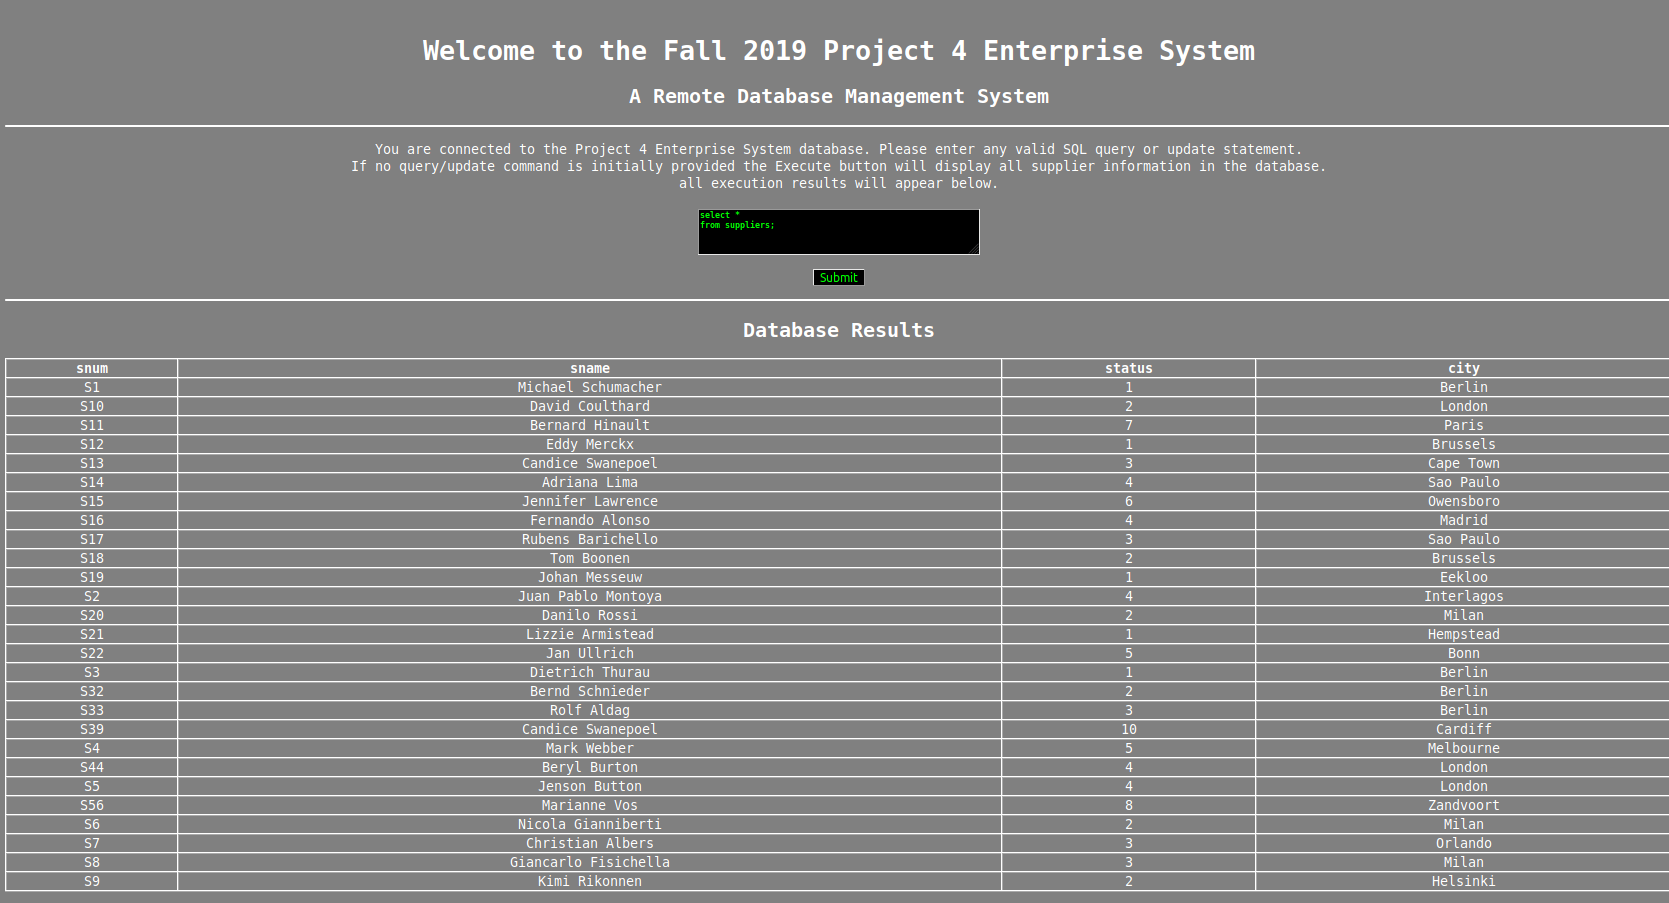 Welcome to the Fall 2019 Project 4 Enterprise System
A Remote Database Management System
You are connected to the Project 4 Enterprise System database. Please enter any valid SQL query or update statement.
If no query/update command is initially provided the Execute button will display all supplier information in the database.
all execution results will appear below.
select *
from suppliers;
Submit
Database Results
snum sname status city
S1 Michael Schumacher 1 Berlin
S10 David Coulthard 2 London
S11 Bernard Hinault 7 Paris
S12 Eddy Merckx 1 Brussels
S13 Candice Swanepoel 3 Cape Town
S14 Adriana Lima 4 Sao Paulo
S15 Jennifer Lawrence 6 Owensboro
S16 Fernando Alonso 4 Madrid
S17 Rubens Barichello 3 Sao Paulo
S18 Tom Boonen 2 Brussels
S19 Johan Messeuw 1 Eekloo
S2 Juan Pablo Montoya 4 Interlagos
S20 Danilo Rossi 2 Milan
S21 Lizzie Armistead 1 Hempstead
S22 Jan Ullrich 5 Bonn
S3 Dietrich Thurau 1 Berlin
S32 Bernd Schnieder 2 Berlin
S33 Rolf Aldag 3 Berlin
S39 Candice Swanepoel 10 Cardiff
S4 Mark Webber 5 Melbourne
S44 Beryl Burton 4 London
S5 Jenson Button 4 London
S56 Marianne Vos 8 Zandvoort
S6 Nicola Gianniberti 2 Milan
S7 Christian Albers 3 Orlando
S8 Giancarlo Fisichella 3 Milan
S9 Kimi Rikonnen 2 Helsinki